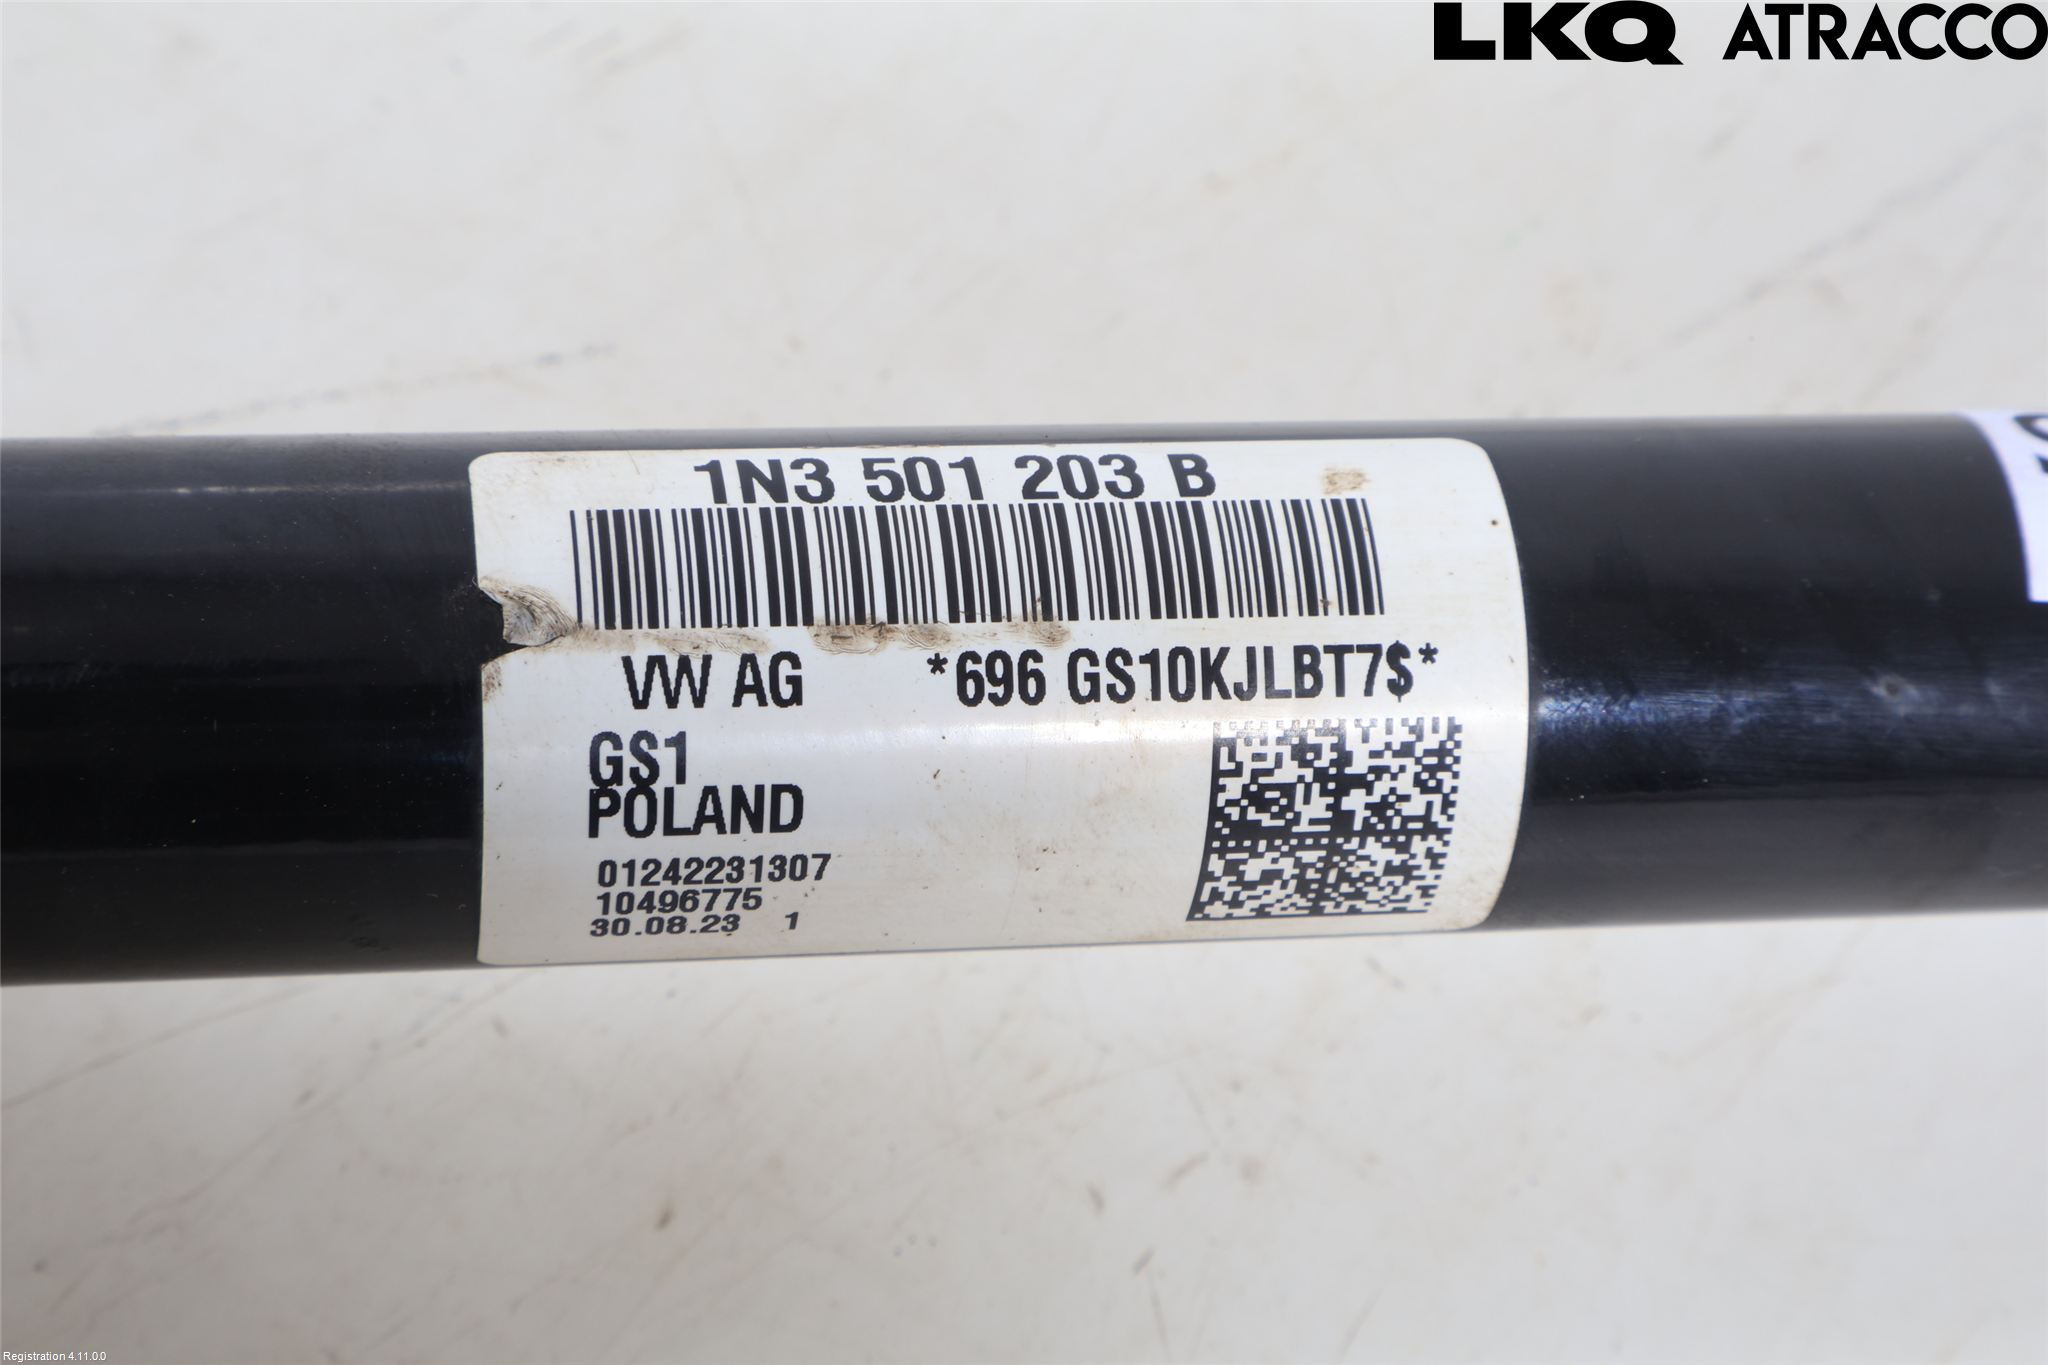 LKQ ATRACCO
1N3 501 203 B
VW AG *696 GS10KJLBT7$*
GS1
POLAND
01242231307
10496775
30.08.23 1
Registration 4.11.0.0